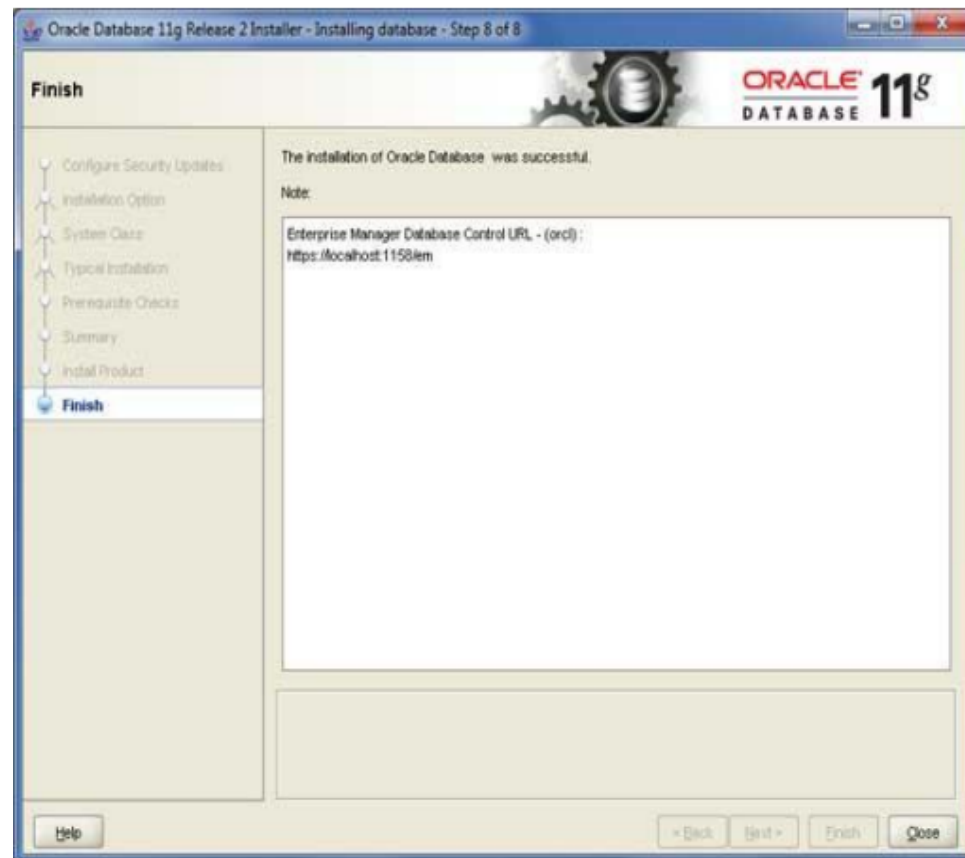 Oracle Database 11g Release 2 Installer - Installing database - Step 8 of 8
Finish
ORACLE 11g
DATABASE
Configure Security Updates
Installation Option
System Class
Typical Installation
Prerequisite Checks
Summary
Install Product
Finish
The installation of Oracle Database was successful.
Note:
Enterprise Manager Database Control URL - (orcl) :
https://localhost:1158/em
Help
< Back
Next >
Finish
Close